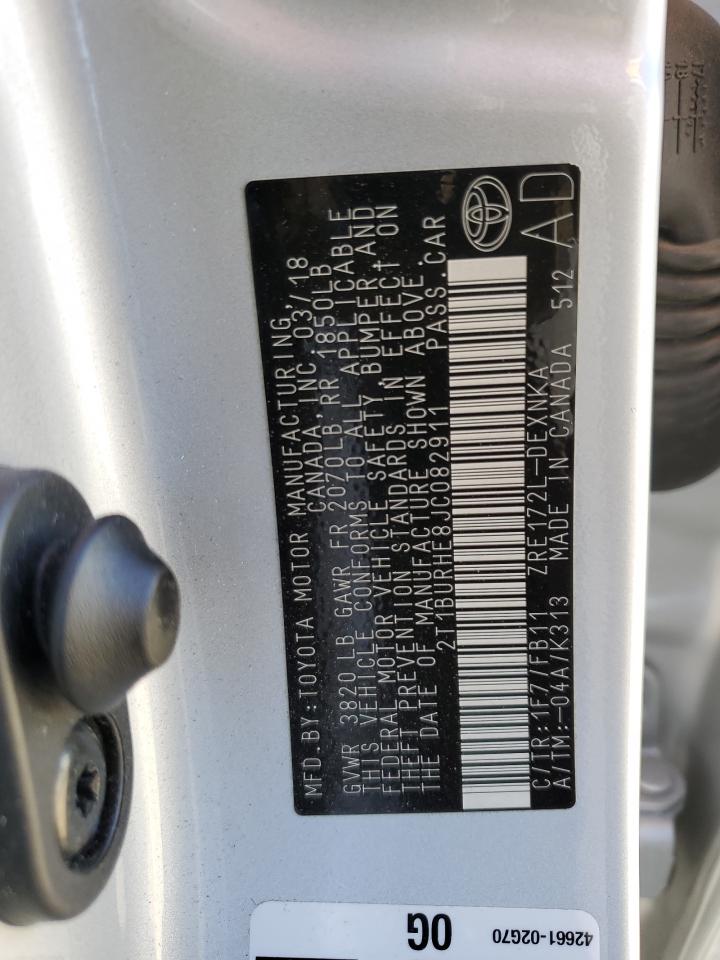 MFD.BY:TOYOTA MOTOR MANUFACTURING,
CANADA,INC. 03/18
GVWR 3820LB GAWR FR 2070LB RR 1850LB
THIS VEHICLE CONFORMS TO ALL APPLICABLE
FEDERAL MOTOR VEHICLE SAFETY, BUMPER, AND
THEFT PREVENTION STANDARDS IN EFFECT ON
THE DATE OF MANUFACTURE SHOWN ABOVE.
2T1BURHE8JC082911 PASS.CAR
C/TR:1F7/FB11 ZRE172L-DEXNKA
A/TM:-04A/K313 MADE IN CANADA 512 AD
0G
42661-02G70